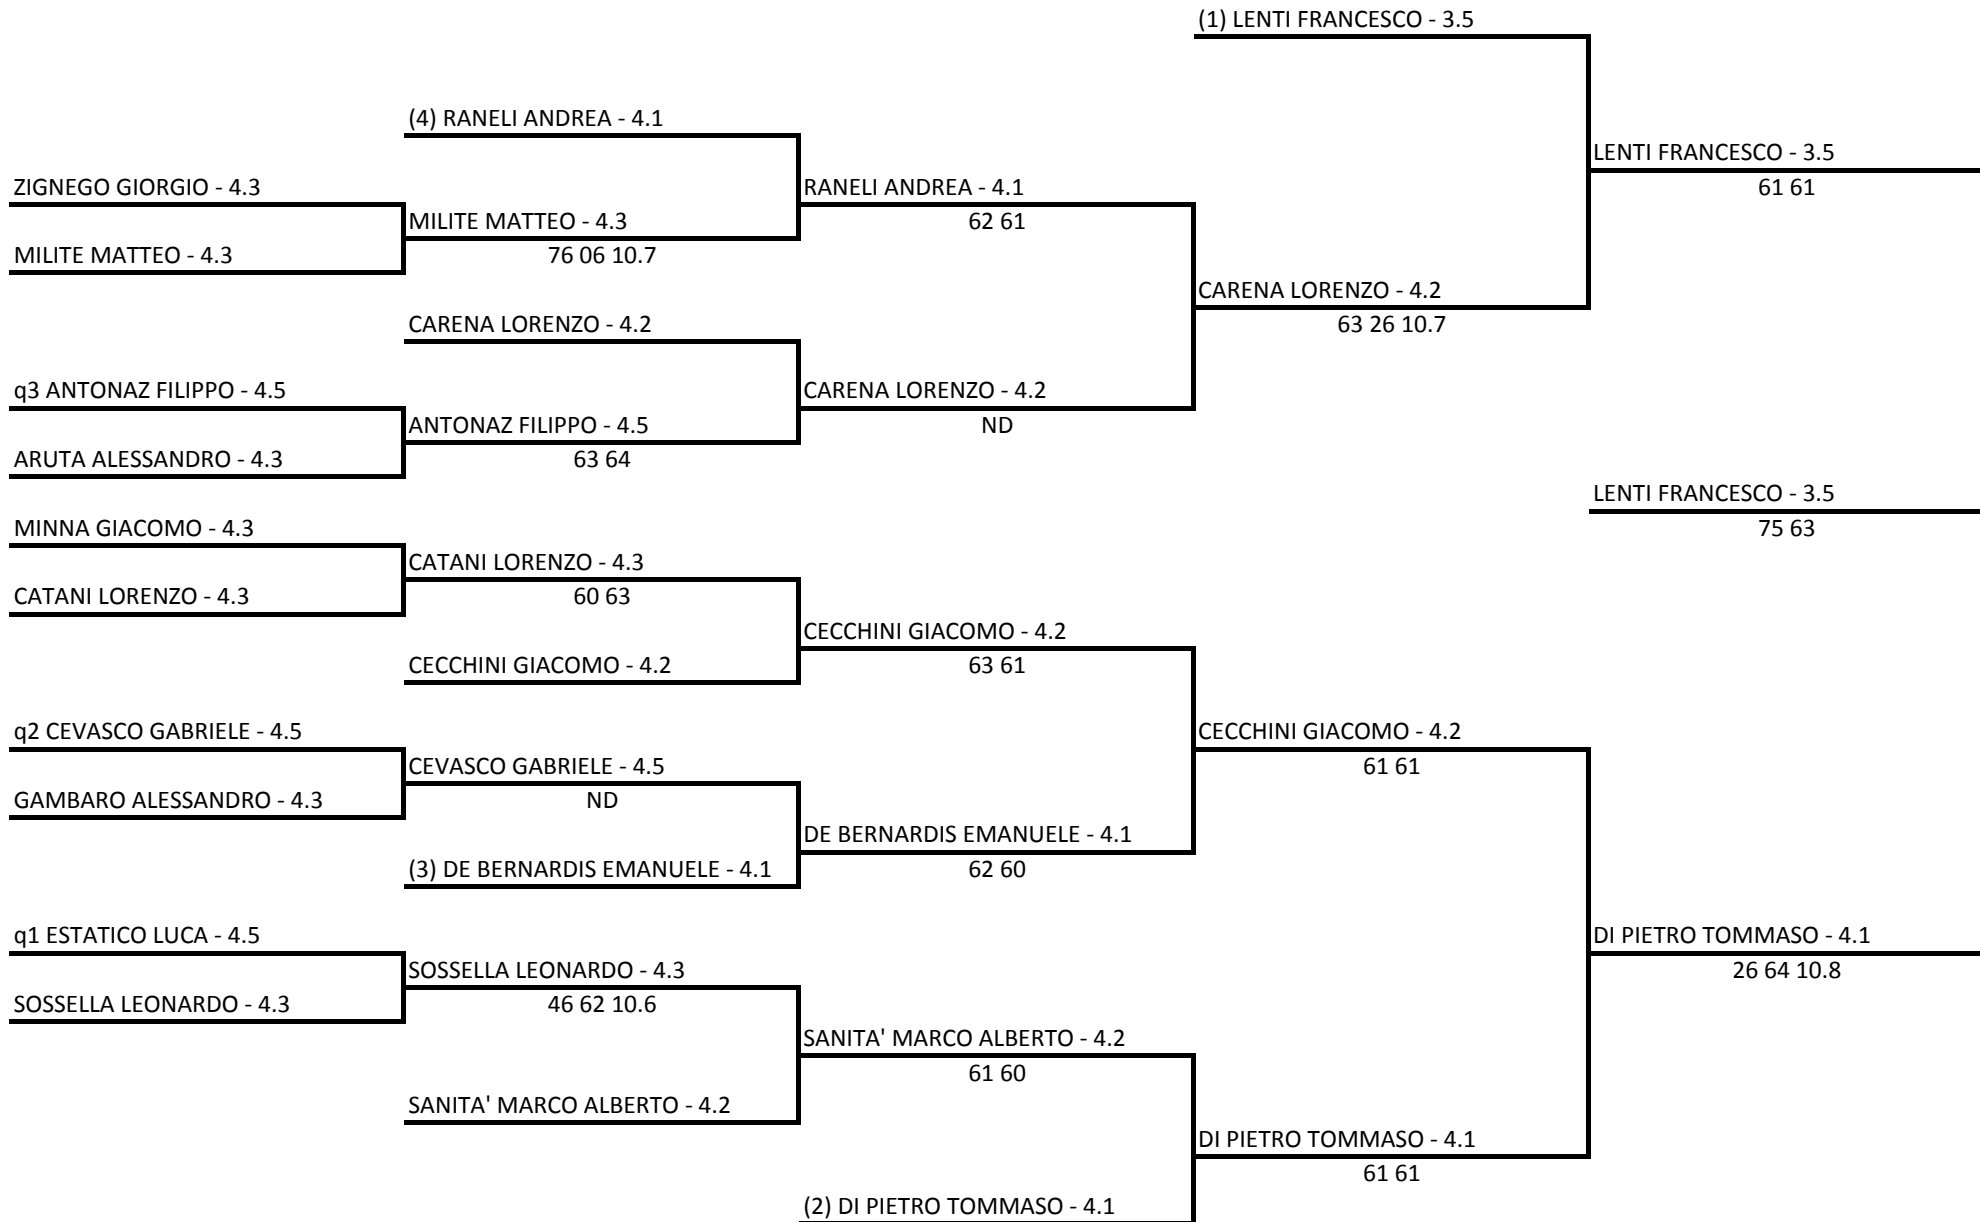 (1) LENTI FRANCESCO - 3.5
(4) RANELI ANDREA - 4.1
LENTI FRANCESCO - 3.5
ZIGNEGO GIORGIO - 4.3
RANELI ANDREA - 4.1
61 61
MILITE MATTEO - 4.3
62 61
MILITE MATTEO - 4.3
76 06 10.7
CARENA LORENZO - 4.2
CARENA LORENZO - 4.2
63 26 10.7
q3 ANTONAZ FILIPPO - 4.5
CARENA LORENZO - 4.2
ANTONAZ FILIPPO - 4.5
ND
ARUTA ALESSANDRO - 4.3
63 64
LENTI FRANCESCO - 3.5
MINNA GIACOMO - 4.3
75 63
CATANI LORENZO - 4.3
CATANI LORENZO - 4.3
60 63
CECCHINI GIACOMO - 4.2
CECCHINI GIACOMO - 4.2
63 61
q2 CEVASCO GABRIELE - 4.5
CECCHINI GIACOMO - 4.2
CEVASCO GABRIELE - 4.5
61 61
GAMBARO ALESSANDRO - 4.3
ND
DE BERNARDIS EMANUELE - 4.1
(3) DE BERNARDIS EMANUELE - 4.1
62 60
q1 ESTATICO LUCA - 4.5
DI PIETRO TOMMASO - 4.1
SOSSELLA LEONARDO - 4.3
26 64 10.8
SOSSELLA LEONARDO - 4.3
46 62 10.6
SANITA' MARCO ALBERTO - 4.2
61 60
SANITA' MARCO ALBERTO - 4.2
DI PIETRO TOMMASO - 4.1
61 61
(2) DI PIETRO TOMMASO - 4.1